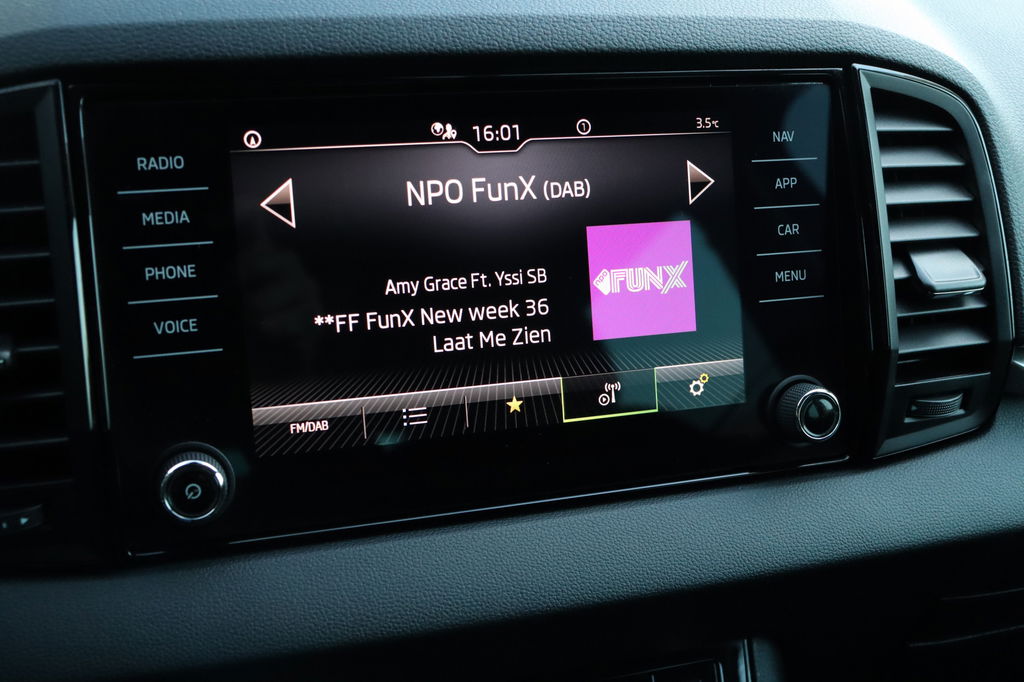 16:01
1
3.5°C
RADIO
MEDIA
PHONE
VOICE
NPO FunX (DAB)
Amy Grace Ft. Yssi SB
**FF FunX New week 36
Laat Me Zien
FUNX
FM/DAB
NAV
APP
CAR
MENU